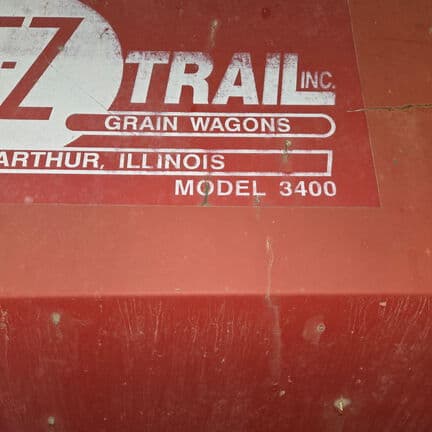 -Z TRAIL INC.
GRAIN WAGONS
ARTHUR, ILLINOIS
MODEL 3400